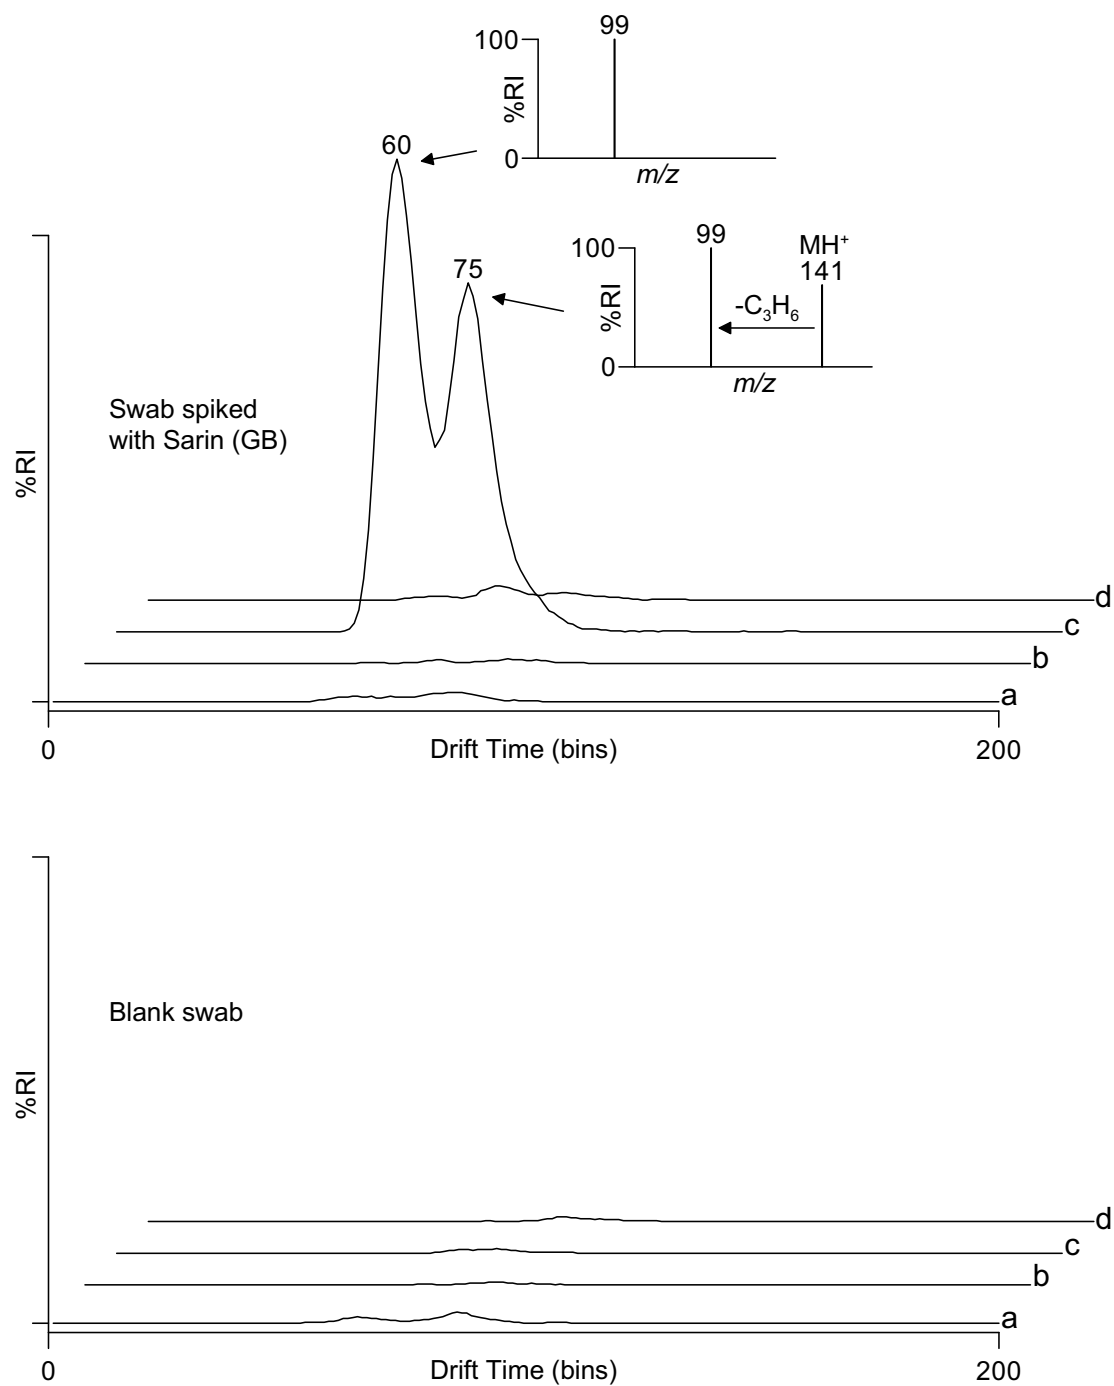 99
100
%RI
0
m/z
60
99
MH⁺
141
100
%RI
-C₃H₆
0
m/z
75
Swab spiked
with Sarin (GB)
%RI
d
c
b
a
0
Drift Time (bins)
200
Blank swab
%RI
d
c
b
a
0
Drift Time (bins)
200